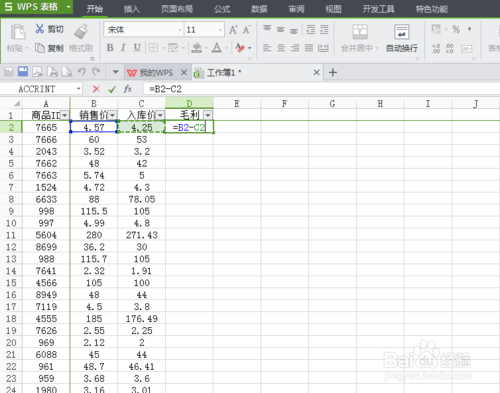 S WPS 表格 开始 插入 页面布局 公式 数据 审阅 视图 开发工具 特色功能
粘贴 剪切 复制 格式刷 宋体 11 合并居中 自动换行
B I U A
我的WPS × 工作簿1 * ×
ACCRINT × ✓ fx =B2-C2
A B C D E F G H I J
1 商品ID 销售价 入库价 毛利
2 7665 4.57 4.25 =B2-C2
3 7666 60 53
4 2043 3.52 3.2
5 7662 48 42
6 7663 5.74 5
7 1524 4.72 4.3
8 6633 88 78.05
9 998 115.5 105
10 997 4.99 4.8
11 5604 280 271.43
12 8699 36.2 30
13 988 115.7 105
14 7641 2.32 1.91
15 4566 105 100
16 8949 48 44
17 7119 4.5 3.8
18 4555 185 176.49
19 7626 2.55 2.25
20 969 2.12 2
21 6088 45 44
22 961 48.7 46.41
23 959 3.68 3.6
24 1980 3.16 3.01
Baidu 经验
jingyan.baidu.com